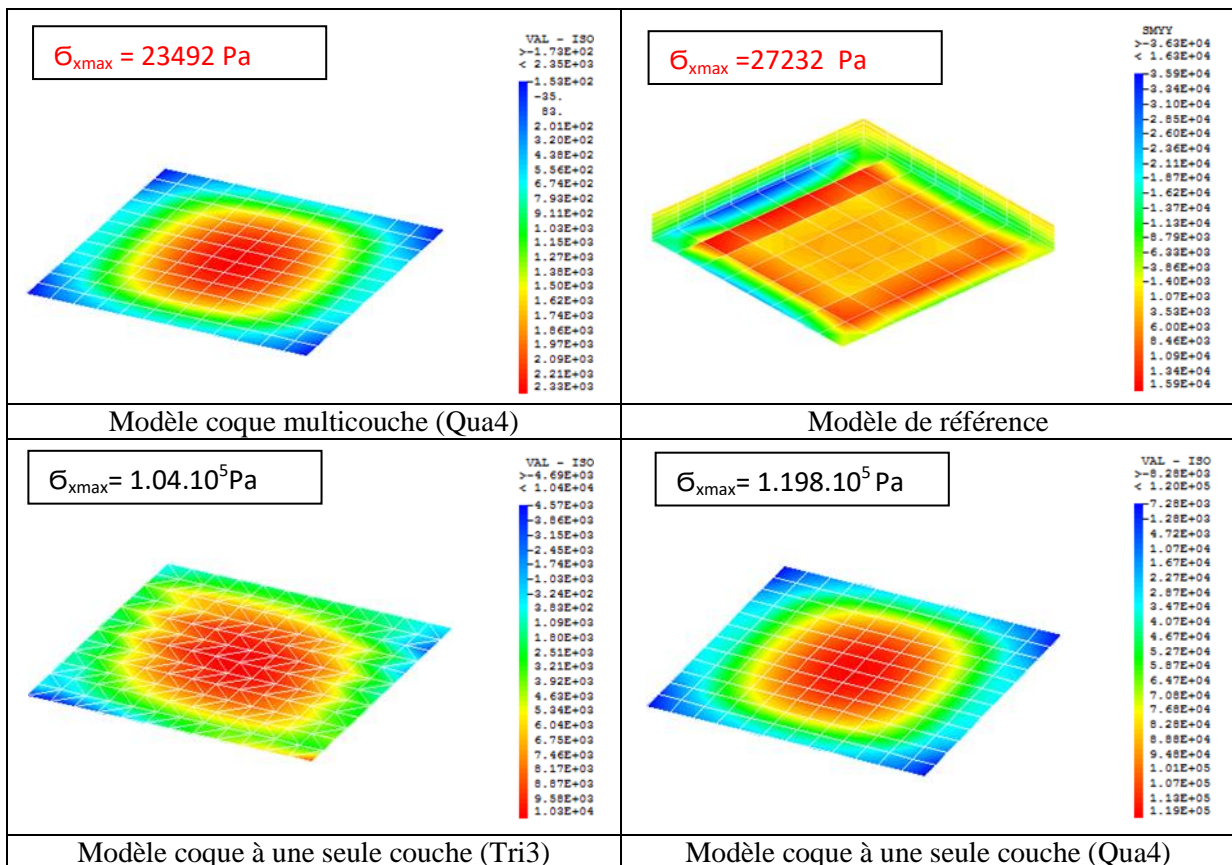 Ϭxmax = 23492 Pa
VAL - ISO
>-1.73E+02
< 2.35E+03
-1.53E+02
-35.
83.
2.01E+02
3.20E+02
4.38E+02
5.56E+02
6.74E+02
7.93E+02
9.11E+02
1.03E+03
1.15E+03
1.27E+03
1.38E+03
1.50E+03
1.62E+03
1.74E+03
1.86E+03
1.97E+03
2.09E+03
2.21E+03
2.33E+03
Modèle coque multicouche (Qua4)
Ϭxmax =27232 Pa
SMYY
>-3.63E+04
< 1.63E+04
-3.59E+04
-3.34E+04
-3.10E+04
-2.85E+04
-2.60E+04
-2.36E+04
-2.11E+04
-1.87E+04
-1.62E+04
-1.37E+04
-1.13E+04
-8.79E+03
-6.33E+03
-3.86E+03
-1.40E+03
1.07E+03
3.53E+03
6.00E+03
8.46E+03
1.09E+04
1.34E+04
1.59E+04
Modèle de référence
Ϭxmax= 1.04.10⁵Pa
VAL - ISO
>-4.69E+03
< 1.04E+04
-4.57E+03
-3.86E+03
-3.15E+03
-2.45E+03
-1.74E+03
-1.03E+03
-3.24E+02
3.83E+02
1.09E+03
1.80E+03
2.51E+03
3.21E+03
3.92E+03
4.63E+03
5.34E+03
6.04E+03
6.75E+03
7.46E+03
8.17E+03
8.87E+03
9.58E+03
1.03E+04
Modèle coque à une seule couche (Tri3)
Ϭxmax= 1.198.10⁵ Pa
VAL - ISO
>-8.28E+03
< 1.20E+05
-7.28E+03
-1.28E+03
4.72E+03
1.07E+04
1.67E+04
2.27E+04
2.87E+04
3.47E+04
4.07E+04
4.67E+04
5.27E+04
5.87E+04
6.47E+04
7.08E+04
7.68E+04
8.28E+04
8.88E+04
9.48E+04
1.01E+05
1.07E+05
1.13E+05
1.19E+05
Modèle coque à une seule couche (Qua4)